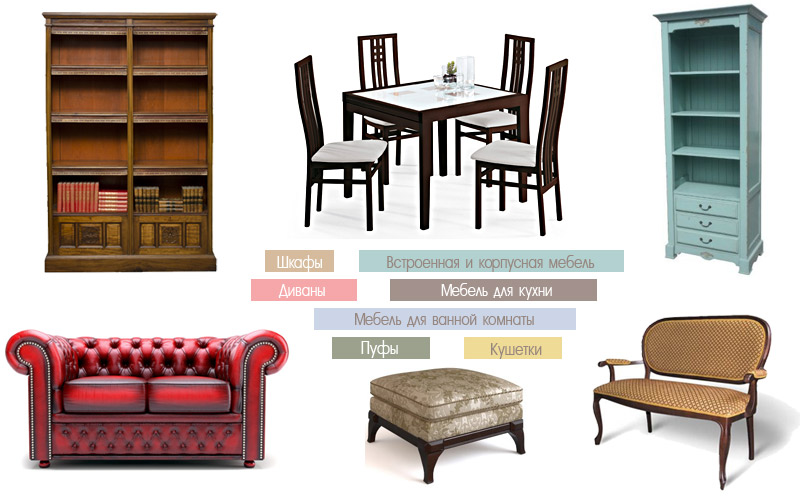 Шкафы
Встроенная и корпусная мебель
Диваны
Мебель для кухни
Мебель для ванной комнаты
Пуфы
Кушетки